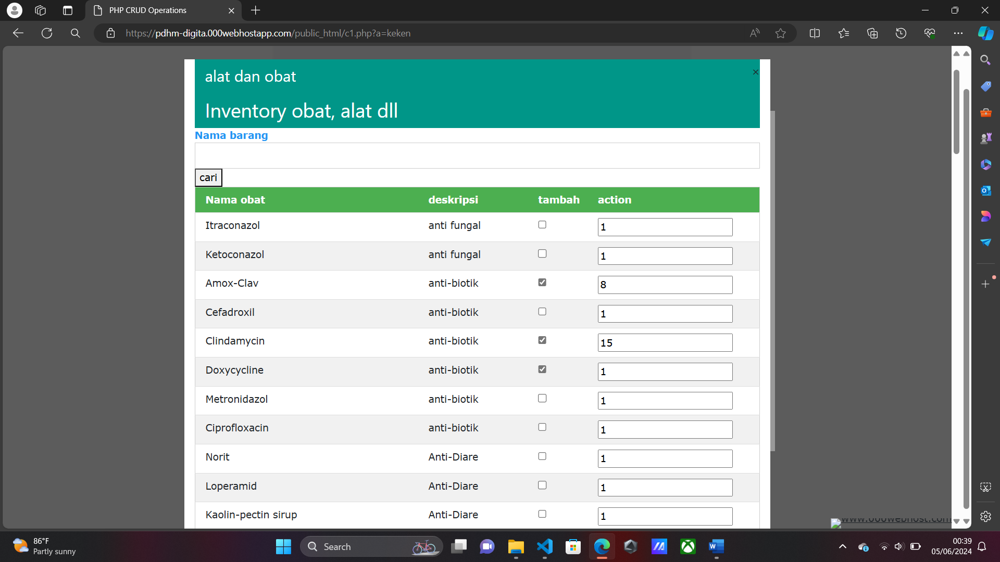 PHP CRUD Operations
https://pdhm-digita.000webhostapp.com/public_html/c1.php?a=keken
alat dan obat
Inventory obat, alat dll
Nama barang
cari
Nama obat deskripsi tambah action
Itraconazol anti fungal 1
Ketoconazol anti fungal 1
Amox-Clav anti-biotik 8
Cefadroxil anti-biotik 1
Clindamycin anti-biotik 15
Doxycycline anti-biotik 1
Metronidazol anti-biotik 1
Ciprofloxacin anti-biotik 1
Norit Anti-Diare 1
Loperamid Anti-Diare 1
Kaolin-pectin sirup Anti-Diare 1
www.000webhost.com
86°F
Partly sunny
Search
00:39
05/06/2024